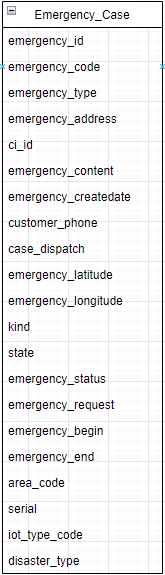 Emergency_Case
emergency_id
emergency_code
emergency_type
emergency_address
ci_id
emergency_content
emergency_createdate
customer_phone
case_dispatch
emergency_latitude
emergency_longitude
kind
state
emergency_status
emergency_request
emergency_begin
emergency_end
area_code
serial
iot_type_code
disaster_type